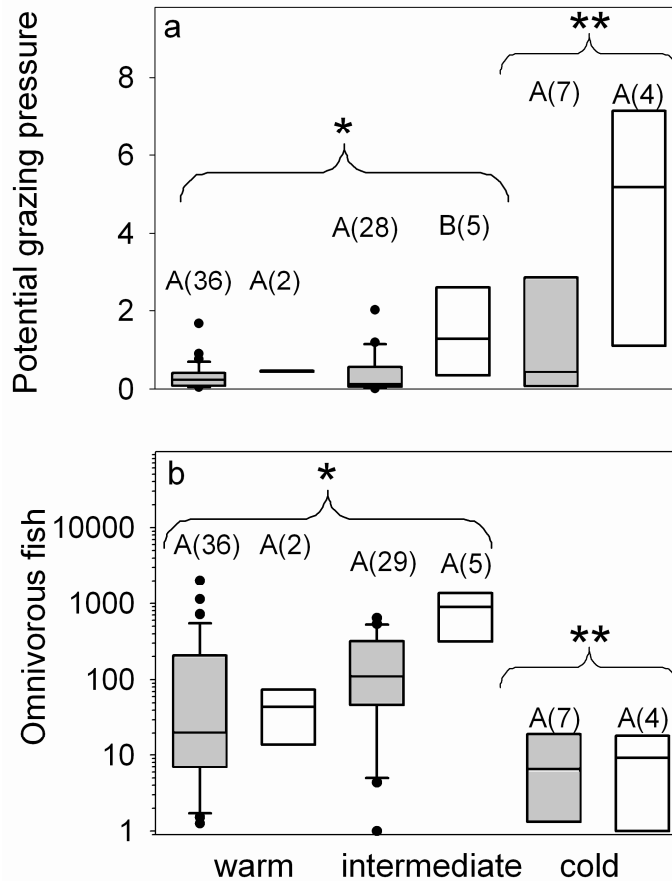 a
**
8
A(7) A(4)
*
6
4
A(28) B(5)
A(36) A(2)
2
0
Potential grazing pressure
b
*
10000
A(36) A(2) A(29) A(5)
1000
**
100
A(7) A(4)
10
1
Omnivorous fish
warm intermediate cold